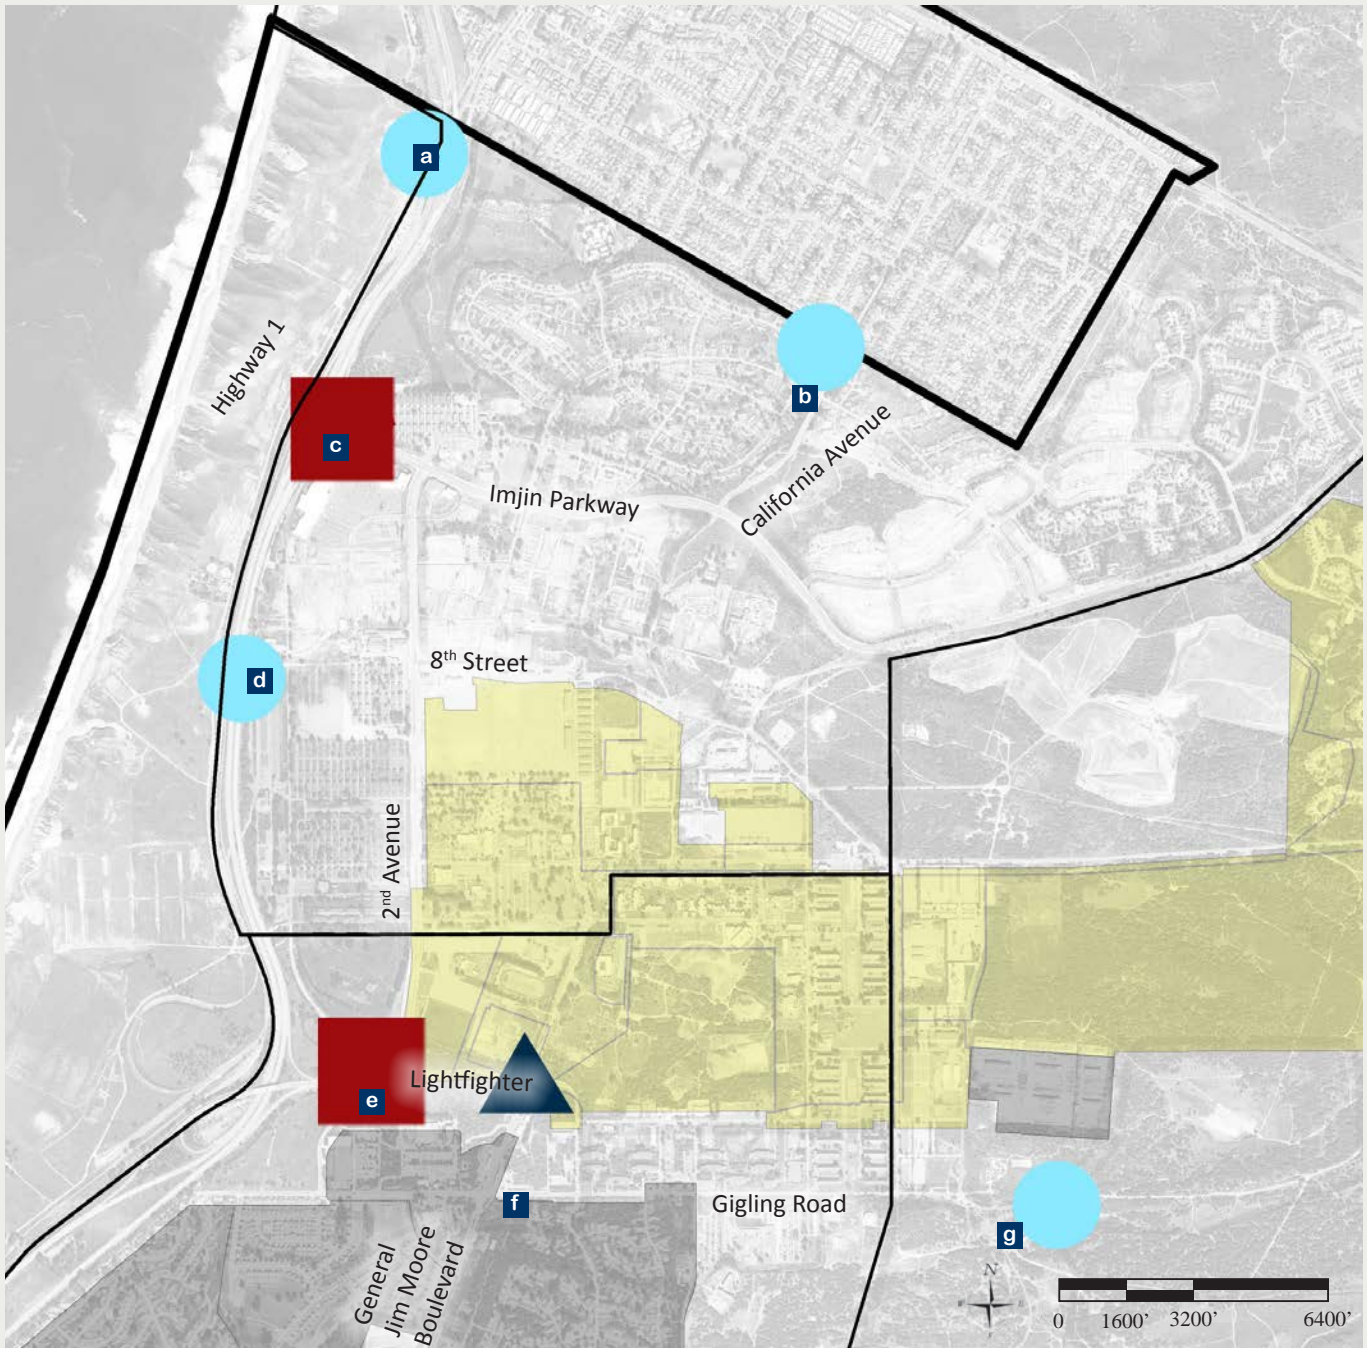 a
Highway 1
b
c
California Avenue
Imjin Parkway
8th Street
d
2nd Avenue
Lightfighter
e
f
Gigling Road
g
General
Jim Moore
Boulevard
N
0 1600’ 3200’ 6400’